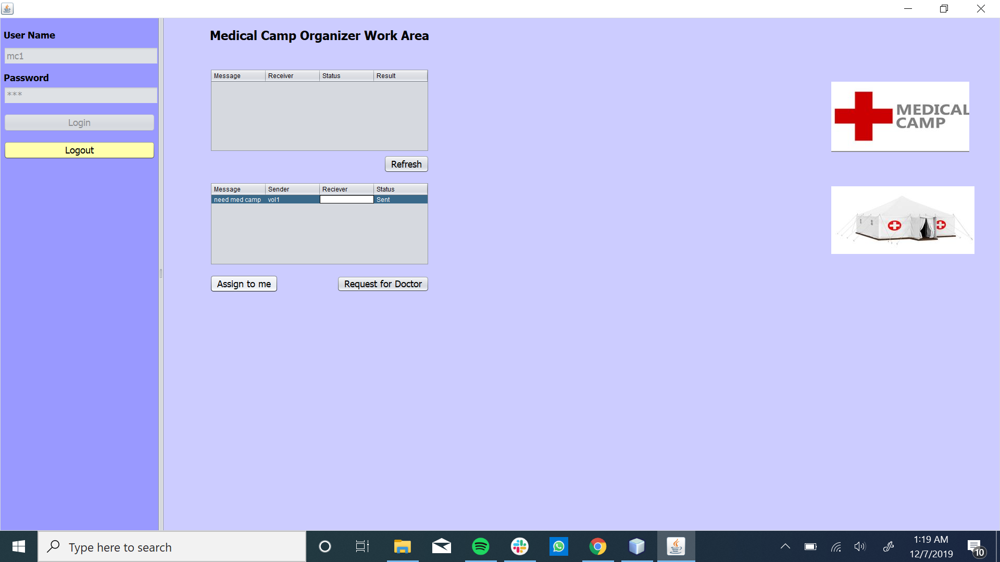 User Name
mc1
Password
***
Login
Logout
Medical Camp Organizer Work Area
Message Receiver Status Result
Refresh
Message Sender Reciever Status
need med camp vol1 Sent
Assign to me Request for Doctor
MEDICAL
CAMP
Type here to search
1:19 AM
12/7/2019
10